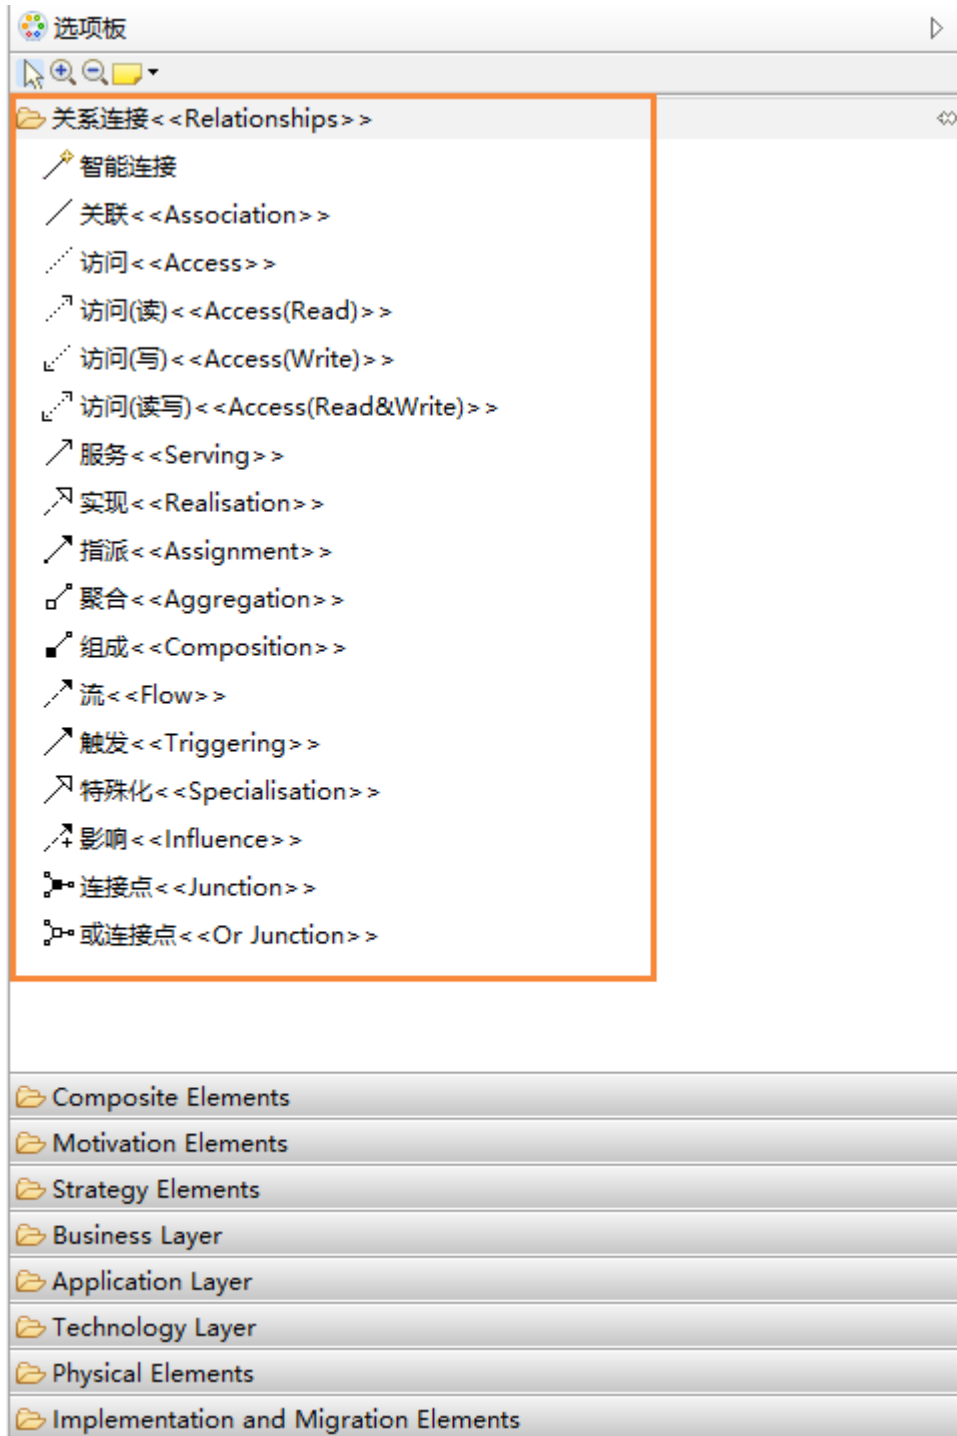 选项板
关系连接<<Relationships>>
智能连接
关联<<Association>>
访问<<Access>>
访问(读)<<Access(Read)>>
访问(写)<<Access(Write)>>
访问(读写)<<Access(Read&Write)>>
服务<<Serving>>
实现<<Realisation>>
指派<<Assignment>>
聚合<<Aggregation>>
组成<<Composition>>
流<<Flow>>
触发<<Triggering>>
特殊化<<Specialisation>>
影响<<Influence>>
连接点<<Junction>>
或连接点<<Or Junction>>
Composite Elements
Motivation Elements
Strategy Elements
Business Layer
Application Layer
Technology Layer
Physical Elements
Implementation and Migration Elements